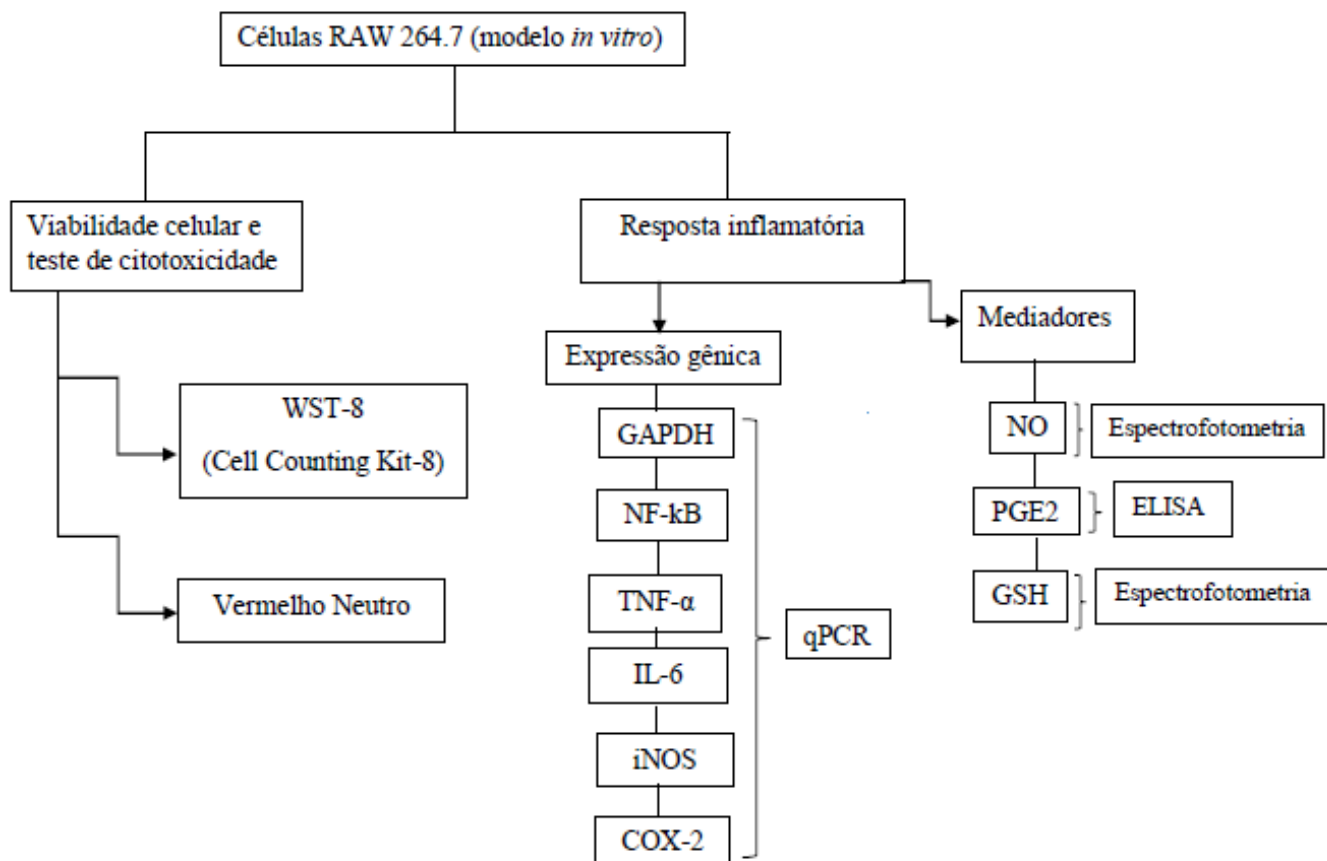 Células RAW 264.7 (modelo in vitro)
Viabilidade celular e
teste de citotoxicidade
WST-8
(Cell Counting Kit-8)
Vermelho Neutro
Resposta inflamatória
Expressão gênica
GAPDH
NF-kB
TNF-α
IL-6
iNOS
COX-2
qPCR
Mediadores
NO
Espectrofotometria
PGE2
ELISA
GSH
Espectrofotometria